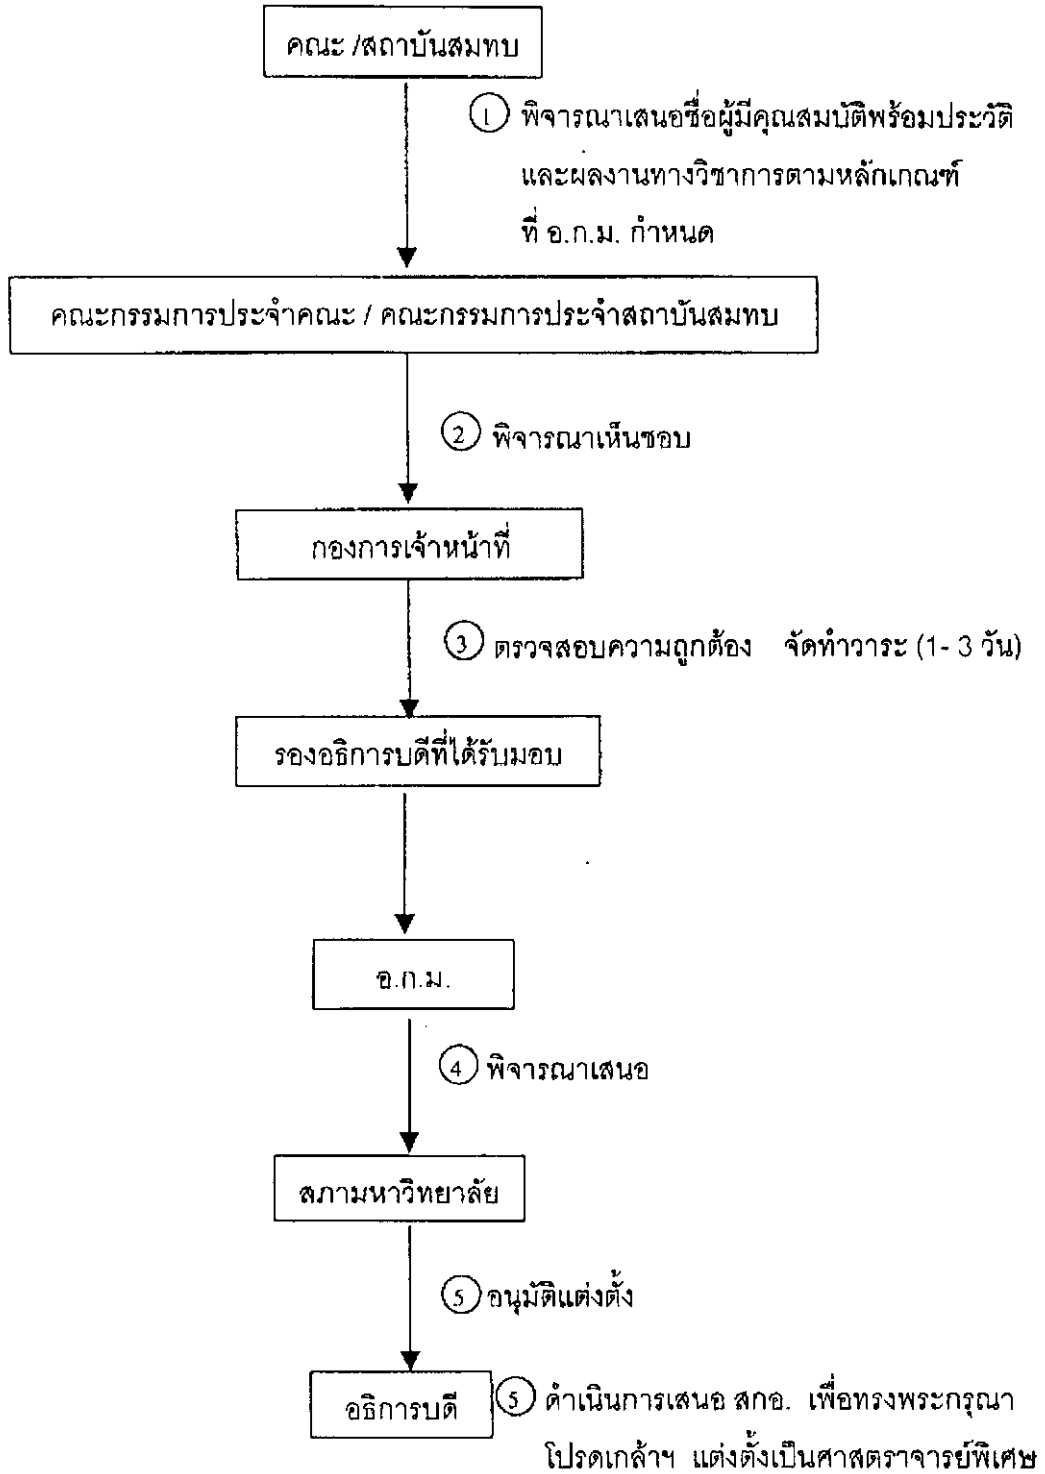 คณะ /สถาบันสมทบ
1 พิจารณาเสนอชื่อผู้มีคุณสมบัติพร้อมประวัติ
และผลงานทางวิชาการตามหลักเกณฑ์
ที่ อ.ก.ม. กำหนด
คณะกรรมการประจำคณะ / คณะกรรมการประจำสถาบันสมทบ
2 พิจารณาเห็นชอบ
กองการเจ้าหน้าที่
3 ตรวจสอบความถูกต้อง จัดทำวาระ (1- 3 วัน)
รองอธิการบดีที่ได้รับมอบ
อ.ก.ม.
4 พิจารณาเสนอ
สภามหาวิทยาลัย
5 อนุมัติแต่งตั้ง
อธิการบดี
5 ดำเนินการเสนอ สกอ. เพื่อทรงพระกรุณา
โปรดเกล้าฯ แต่งตั้งเป็นศาสตราจารย์พิเศษ